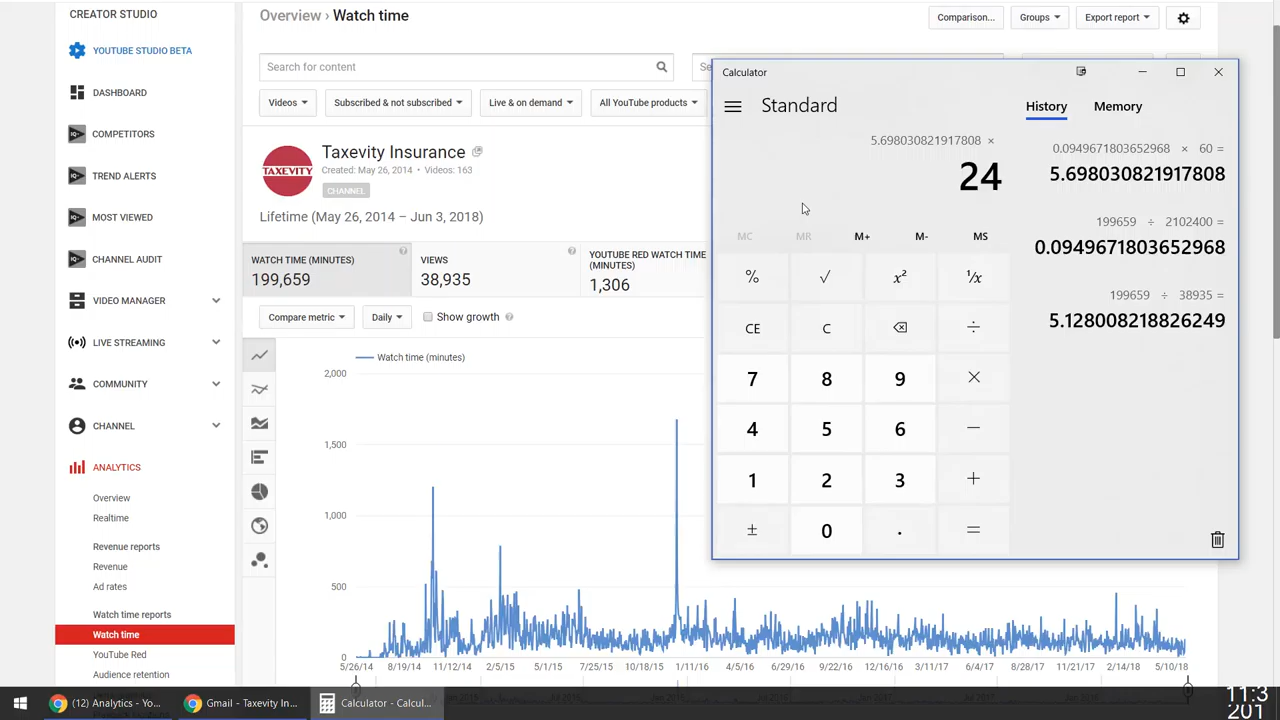 CREATOR STUDIO
Overview › Watch time
Comparison...
Groups
Export report
YOUTUBE STUDIO BETA
Search for content
Se
Calculator
DASHBOARD
Videos
Subscribed & not subscribed
Live & on demand
All YouTube products
Standard
History
Memory
COMPETITORS
TREND ALERTS
MOST VIEWED
CHANNEL AUDIT
VIDEO MANAGER
LIVE STREAMING
COMMUNITY
CHANNEL
ANALYTICS
Overview
Realtime
Revenue reports
Revenue
Ad rates
Watch time reports
Watch time
YouTube Red
Audience retention
TAXEVITY
Taxevity Insurance
Created: May 26, 2014 • Videos: 163
CHANNEL
Lifetime (May 26, 2014 – Jun 3, 2018)
WATCH TIME (MINUTES)
199,659
VIEWS
38,935
YOUTUBE RED WATCH TIME
(MINUTES)
1,306
Compare metric
Daily
Show growth
Watch time (minutes)
2,000
1,500
1,000
500
0
5/26/14 8/19/14 11/12/14 2/5/15 5/1/15 7/25/15 10/18/15 1/11/16 4/5/16 6/29/16 9/22/16 12/16/16 3/11/17 6/4/17 8/28/17 11/21/17 2/14/18 5/10/18
5.698030821917808 ×
24
MC MR M+ M- MS
% √ x² ¹/x
CE C ÷
7 8 9 ×
4 5 6 −
1 2 3 +
± 0 . =
0.0949671803652968 × 60 =
5.698030821917808
199659 ÷ 2102400 =
0.0949671803652968
199659 ÷ 38935 =
5.128008218826249
(12) Analytics - Yo...
Gmail - Taxevity In...
Calculator - Calcul...
11:3
201